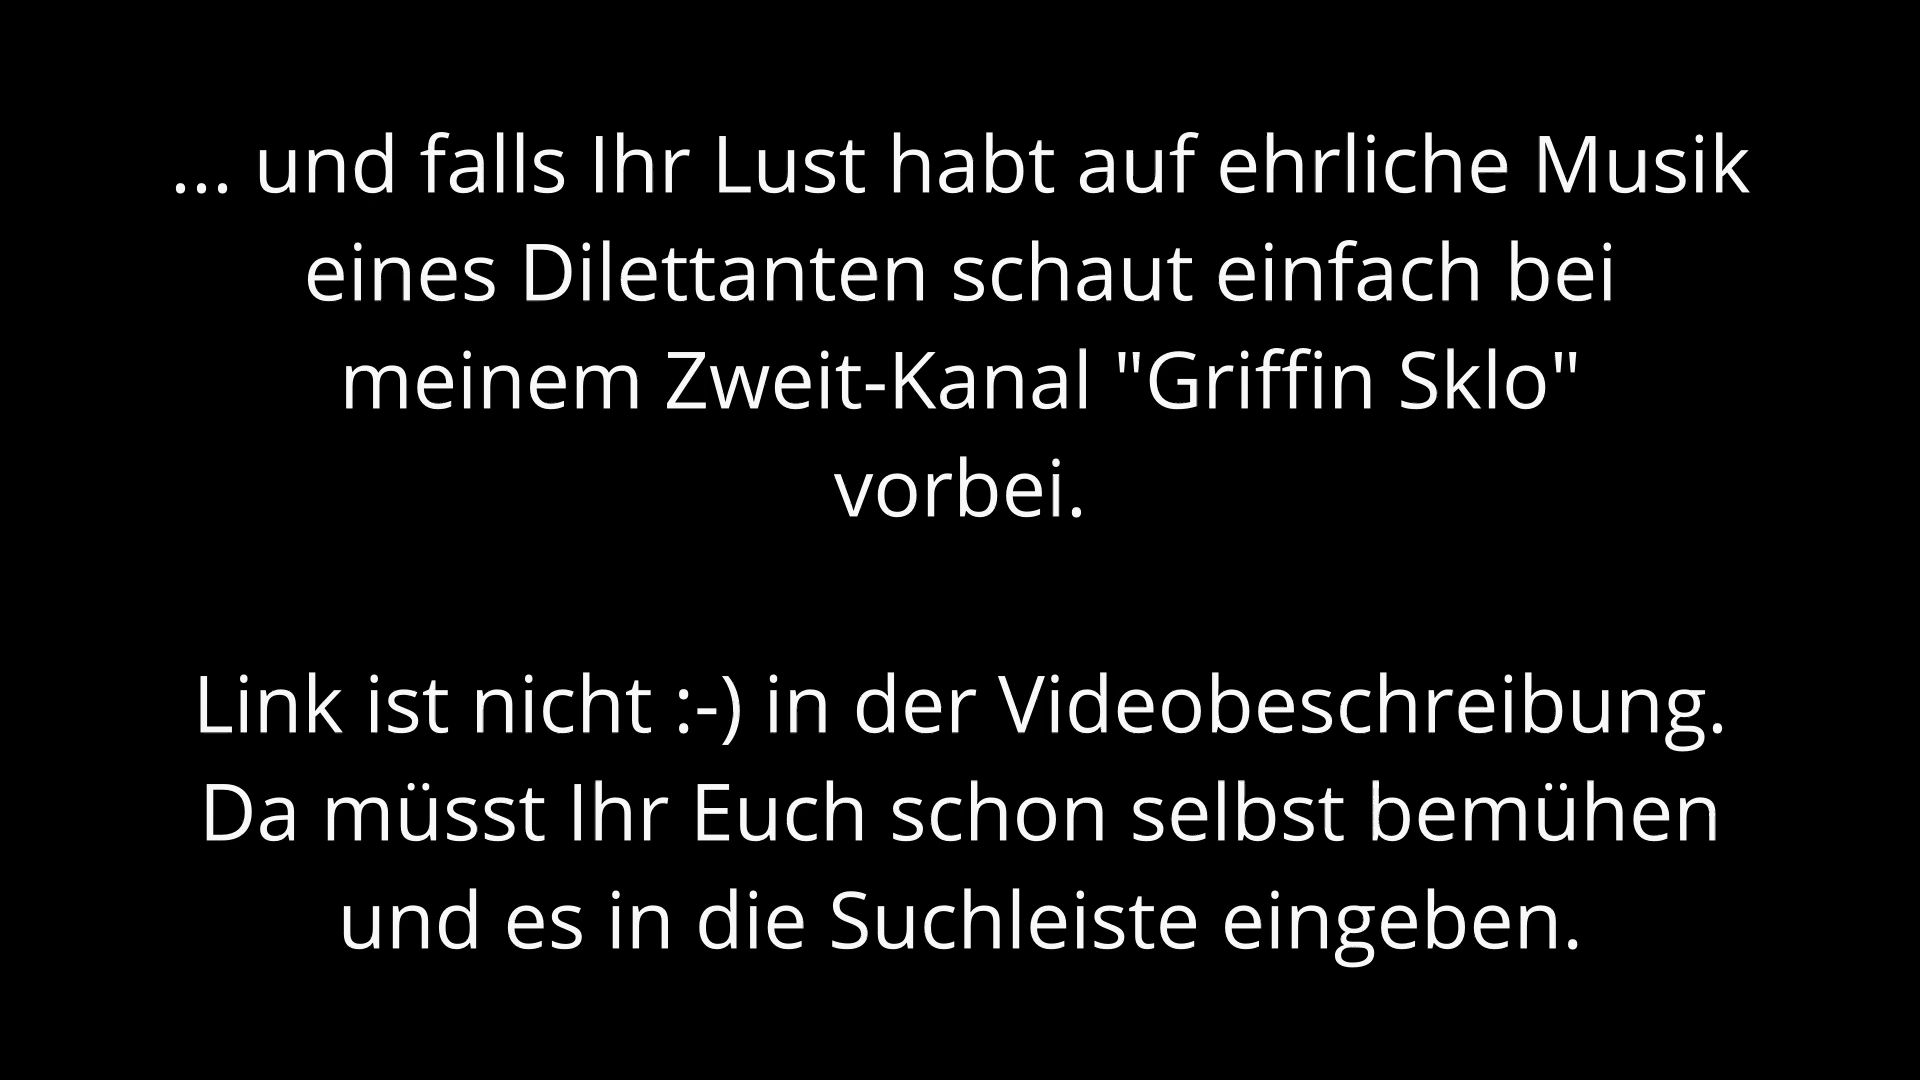 ... und falls Ihr Lust habt auf ehrliche Musik
eines Dilettanten schaut einfach bei
meinem Zweit-Kanal "Griffin Sklo"
vorbei.
Link ist nicht :-) in der Videobeschreibung.
Da müsst Ihr Euch schon selbst bemühen
und es in die Suchleiste eingeben.